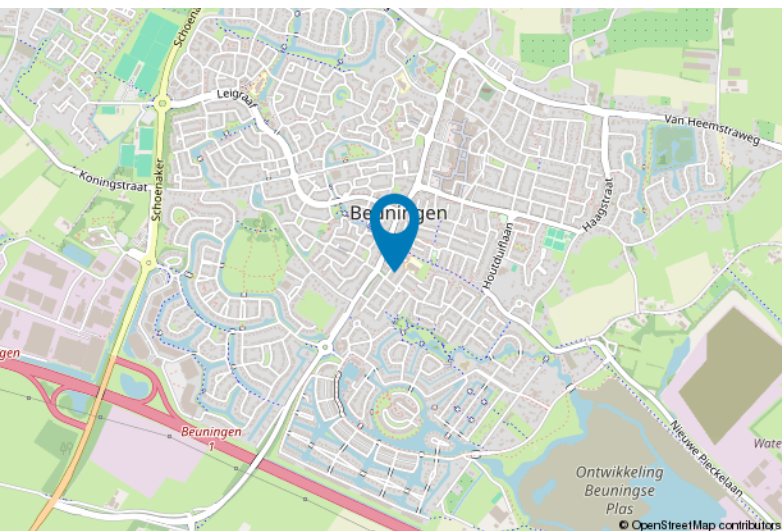 Schoena
Leigraaf
Van Heemstraweg
Koningstraat
Schoenaker
Beuningen
Haagstraat
Houtduiflaan
gen
Beuningen
1
Nieuwe Pieckelaan
Wate
Ontwikkeling
Beuningse
Plas
© OpenStreetMap contributors